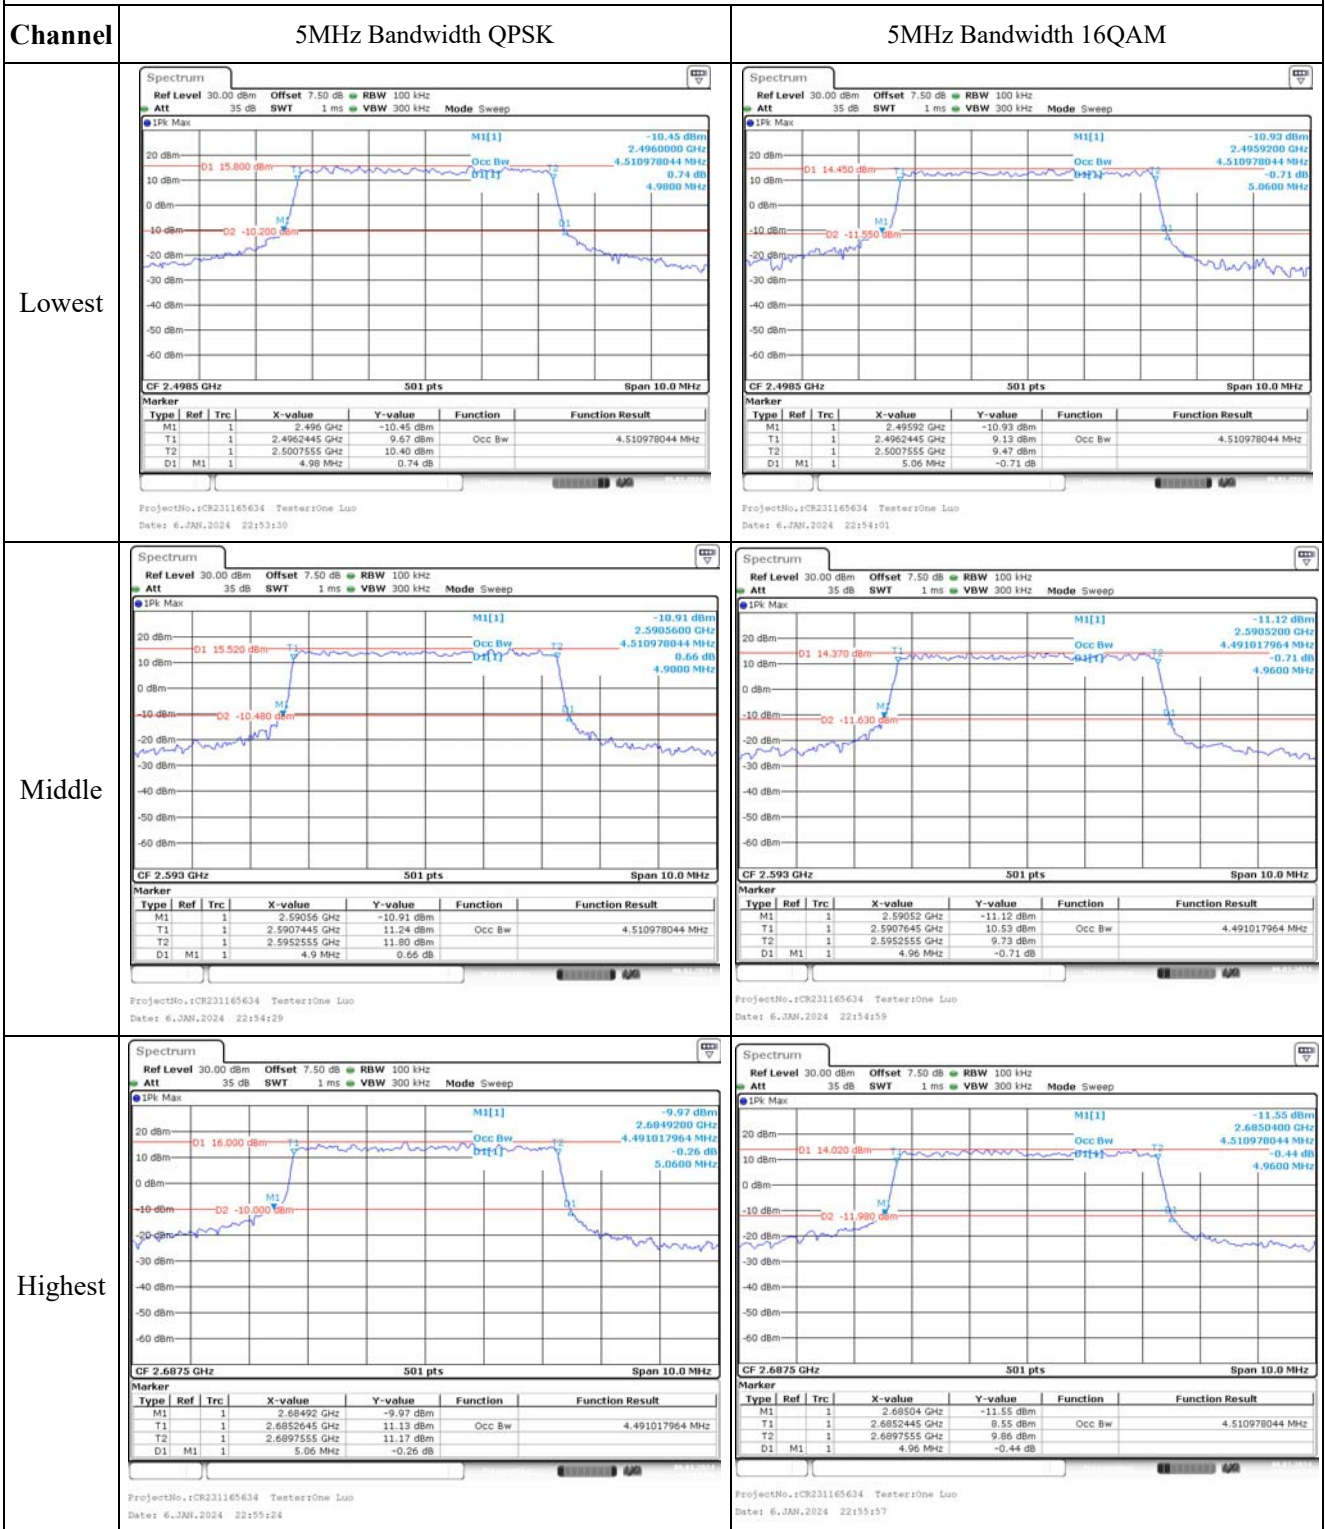 Channel 5MHz Bandwidth QPSK 5MHz Bandwidth 16QAM
Lowest
Spectrum
Ref Level 30.00 dBm Offset 7.50 dB RBW 100 kHz
Att 35 dB SWT 1 ms VBW 300 kHz Mode Sweep
1Pk Max
M1[1] -10.45 dBm
2.4960000 GHz
Occ Bw 4.510978044 MHz
D1[1] 0.74 dB
4.9800 MHz
D1 15.800 dBm
D2 -10.200 dBm
T1
T2
M1
D1
20 dBm
10 dBm
0 dBm
-10 dBm
-20 dBm
-30 dBm
-40 dBm
-50 dBm
-60 dBm
CF 2.4985 GHz 501 pts Span 10.0 MHz
Marker
Type Ref Trc X-value Y-value Function Function Result
M1 1 2.496 GHz -10.45 dBm
T1 1 2.4962445 GHz 9.67 dBm Occ Bw 4.510978044 MHz
T2 1 2.5007555 GHz 10.40 dBm
D1 M1 1 4.98 MHz 0.74 dB
ProjectNo.:CR231165634 Tester:One Luo
Date: 6.JAN.2024 22:53:30
Spectrum
Ref Level 30.00 dBm Offset 7.50 dB RBW 100 kHz
Att 35 dB SWT 1 ms VBW 300 kHz Mode Sweep
1Pk Max
M1[1] -10.93 dBm
2.4959200 GHz
Occ Bw 4.510978044 MHz
D1[1] -0.71 dB
5.0600 MHz
D1 14.450 dBm
D2 -11.550 dBm
T1
T2
M1
D1
20 dBm
10 dBm
0 dBm
-10 dBm
-20 dBm
-30 dBm
-40 dBm
-50 dBm
-60 dBm
CF 2.4985 GHz 501 pts Span 10.0 MHz
Marker
Type Ref Trc X-value Y-value Function Function Result
M1 1 2.49592 GHz -10.93 dBm
T1 1 2.4962445 GHz 9.13 dBm Occ Bw 4.510978044 MHz
T2 1 2.5007555 GHz 9.47 dBm
D1 M1 1 5.06 MHz -0.71 dB
ProjectNo.:CR231165634 Tester:One Luo
Date: 6.JAN.2024 22:54:01
Middle
Spectrum
Ref Level 30.00 dBm Offset 7.50 dB RBW 100 kHz
Att 35 dB SWT 1 ms VBW 300 kHz Mode Sweep
1Pk Max
M1[1] -10.91 dBm
2.5905600 GHz
Occ Bw 4.510978044 MHz
D1[1] 0.66 dB
4.9000 MHz
D1 15.520 dBm
D2 -10.480 dBm
T1
T2
M1
D1
20 dBm
10 dBm
0 dBm
-10 dBm
-20 dBm
-30 dBm
-40 dBm
-50 dBm
-60 dBm
CF 2.593 GHz 501 pts Span 10.0 MHz
Marker
Type Ref Trc X-value Y-value Function Function Result
M1 1 2.59056 GHz -10.91 dBm
T1 1 2.5907445 GHz 11.24 dBm Occ Bw 4.510978044 MHz
T2 1 2.5952555 GHz 11.80 dBm
D1 M1 1 4.9 MHz 0.66 dB
ProjectNo.:CR231165634 Tester:One Luo
Date: 6.JAN.2024 22:54:29
Spectrum
Ref Level 30.00 dBm Offset 7.50 dB RBW 100 kHz
Att 35 dB SWT 1 ms VBW 300 kHz Mode Sweep
1Pk Max
M1[1] -11.12 dBm
2.5905200 GHz
Occ Bw 4.491017964 MHz
D1[1] -0.71 dB
4.9600 MHz
D1 14.370 dBm
D2 -11.630 dBm
T1
T2
M1
D1
20 dBm
10 dBm
0 dBm
-10 dBm
-20 dBm
-30 dBm
-40 dBm
-50 dBm
-60 dBm
CF 2.593 GHz 501 pts Span 10.0 MHz
Marker
Type Ref Trc X-value Y-value Function Function Result
M1 1 2.59052 GHz -11.12 dBm
T1 1 2.5907645 GHz 10.53 dBm Occ Bw 4.491017964 MHz
T2 1 2.5952555 GHz 9.73 dBm
D1 M1 1 4.96 MHz -0.71 dB
ProjectNo.:CR231165634 Tester:One Luo
Date: 6.JAN.2024 22:54:59
Highest
Spectrum
Ref Level 30.00 dBm Offset 7.50 dB RBW 100 kHz
Att 35 dB SWT 1 ms VBW 300 kHz Mode Sweep
1Pk Max
M1[1] -9.97 dBm
2.6849200 GHz
Occ Bw 4.491017964 MHz
D1[1] -0.26 dB
5.0600 MHz
D1 16.000 dBm
D2 -10.000 dBm
T1
T2
M1
D1
20 dBm
10 dBm
0 dBm
-10 dBm
-20 dBm
-30 dBm
-40 dBm
-50 dBm
-60 dBm
CF 2.6875 GHz 501 pts Span 10.0 MHz
Marker
Type Ref Trc X-value Y-value Function Function Result
M1 1 2.68492 GHz -9.97 dBm
T1 1 2.6852645 GHz 11.13 dBm Occ Bw 4.491017964 MHz
T2 1 2.6897555 GHz 11.17 dBm
D1 M1 1 5.06 MHz -0.26 dB
ProjectNo.:CR231165634 Tester:One Luo
Date: 6.JAN.2024 22:55:24
Spectrum
Ref Level 30.00 dBm Offset 7.50 dB RBW 100 kHz
Att 35 dB SWT 1 ms VBW 300 kHz Mode Sweep
1Pk Max
M1[1] -11.55 dBm
2.6850400 GHz
Occ Bw 4.510978044 MHz
D1[1] -0.44 dB
4.9600 MHz
D1 14.020 dBm
D2 -11.980 dBm
T1
T2
M1
D1
20 dBm
10 dBm
0 dBm
-10 dBm
-20 dBm
-30 dBm
-40 dBm
-50 dBm
-60 dBm
CF 2.6875 GHz 501 pts Span 10.0 MHz
Marker
Type Ref Trc X-value Y-value Function Function Result
M1 1 2.68504 GHz -11.55 dBm
T1 1 2.6852445 GHz 8.55 dBm Occ Bw 4.510978044 MHz
T2 1 2.6897555 GHz 9.86 dBm
D1 M1 1 4.96 MHz -0.44 dB
ProjectNo.:CR231165634 Tester:One Luo
Date: 6.JAN.2024 22:55:57